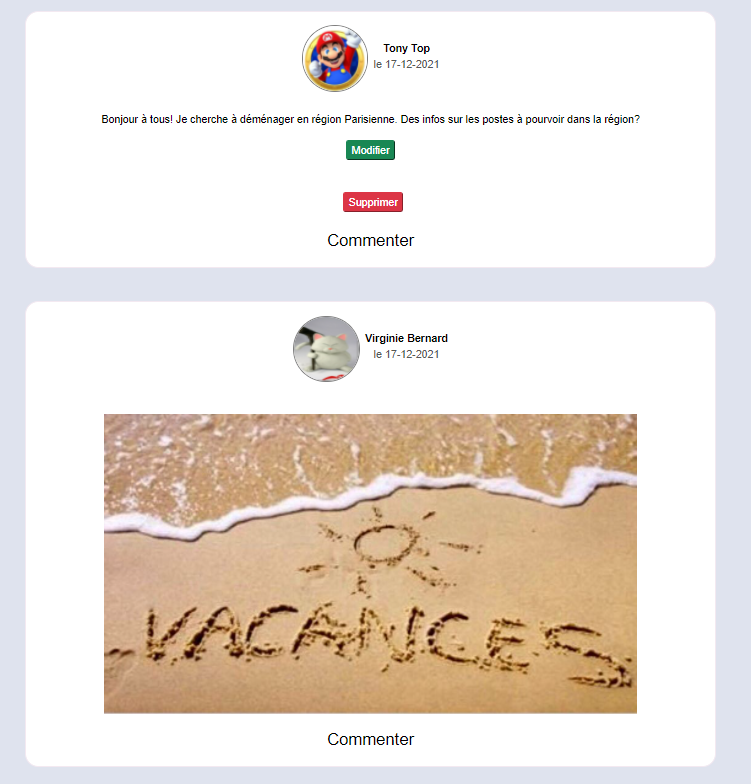 Tony Top
le 17-12-2021
Bonjour à tous! Je cherche à déménager en région Parisienne. Des infos sur les postes à pourvoir dans la région?
Modifier
Supprimer
Commenter
Virginie Bernard
le 17-12-2021
VACANCES
Commenter